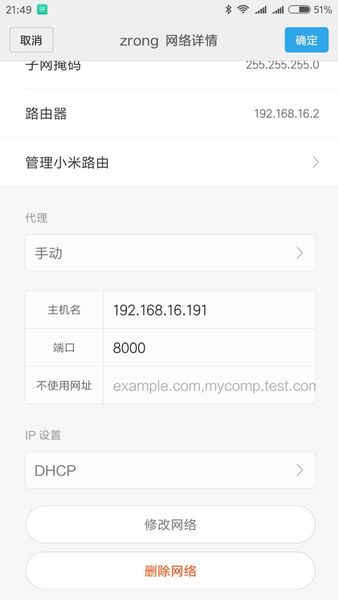 21:49
51%
取消
zrong 网络详情
确定
子网掩码
255.255.255.0
路由器
192.168.16.2
管理小米路由
代理
手动
主机名
192.168.16.191
端口
8000
不使用网址
example.com,mycomp.test.com
IP 设置
DHCP
修改网络
删除网络